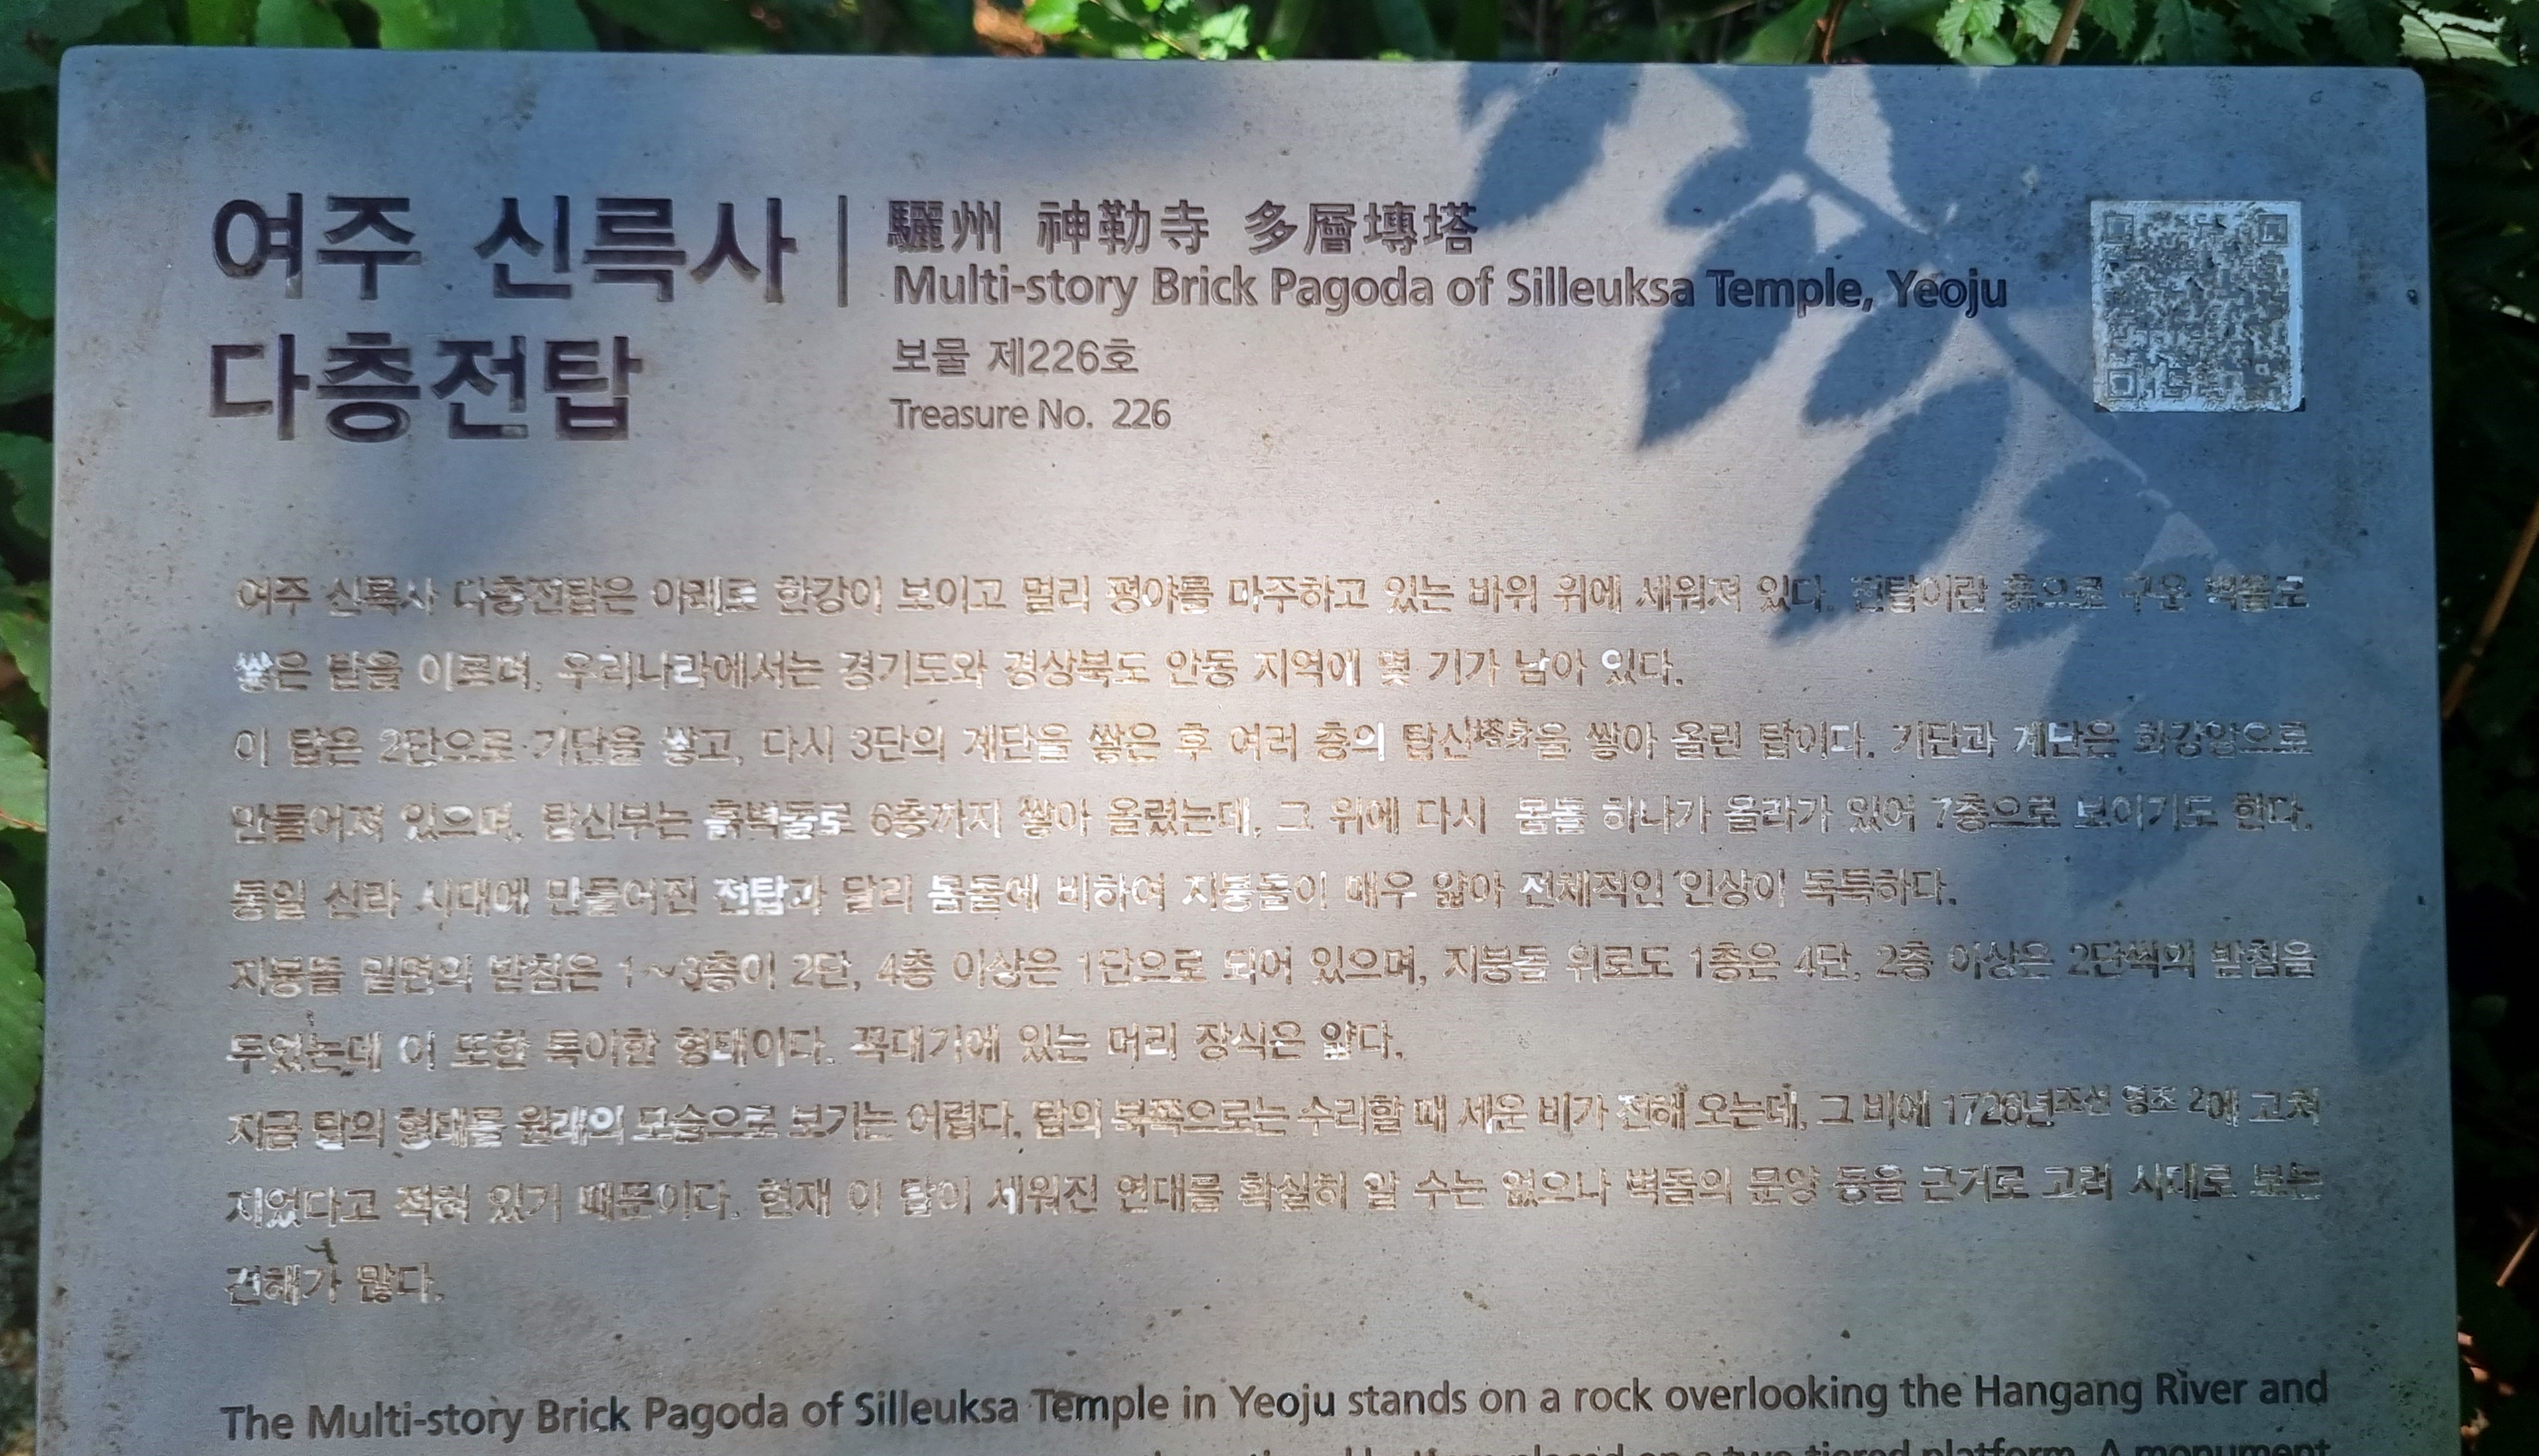 여주 신륵사
다층전탑
驪州 神勒寺 多層塼塔
Multi-story Brick Pagoda of Silleuksa Temple, Yeoju
보물 제226호
Treasure No. 226
여주 신륵사 다층전탑은 아래로 한강이 보이고 멀리 평야를 마주하고 있는 바위 위에 세워져 있다. 전탑이란 흙으로 구운 벽돌로
쌓은 탑을 이르며, 우리나라에서는 경기도와 경상북도 안동 지역에 몇 기가 남아 있다.
이 탑은 2단으로 기단을 쌓고, 다시 3단의 계단을 쌓은 후 여러 층의 탑신塔身을 쌓아 올린 탑이다. 기단과 계단은 화강암으로
만들어져 있으며, 탑신부는 흙벽돌로 6층까지 쌓아 올렸는데, 그 위에 다시 몸돌 하나가 올라가 있어 7층으로 보이기도 한다.
통일 신라 시대에 만들어진 전탑과 달리 몸돌에 비하여 지붕돌이 매우 얇아 전체적인 인상이 독특하다.
지붕돌 밑면의 받침은 1~3층이 2단, 4층 이상은 1단으로 되어 있으며, 지붕돌 위로도 1층은 4단, 2층 이상은 2단씩의 받침을
두었는데 이 또한 특이한 형태이다. 꼭대기에 있는 머리 장식은 얇다.
지금 탑의 형태를 원래의 모습으로 보기는 어렵다. 탑의 북쪽으로는 수리할 때 세운 비가 전해 오는데, 그 비에 1726년조선 영조 2에 고쳐
지었다고 적혀 있기 때문이다. 현재 이 탑이 세워진 연대를 확실히 알 수는 없으나 벽돌의 문양 등을 근거로 고려 시대로 보는
견해가 많다.
The Multi-story Brick Pagoda of Silleuksa Temple in Yeoju stands on a rock overlooking the Hangang River and
placed on a two-tiered platform. A monument